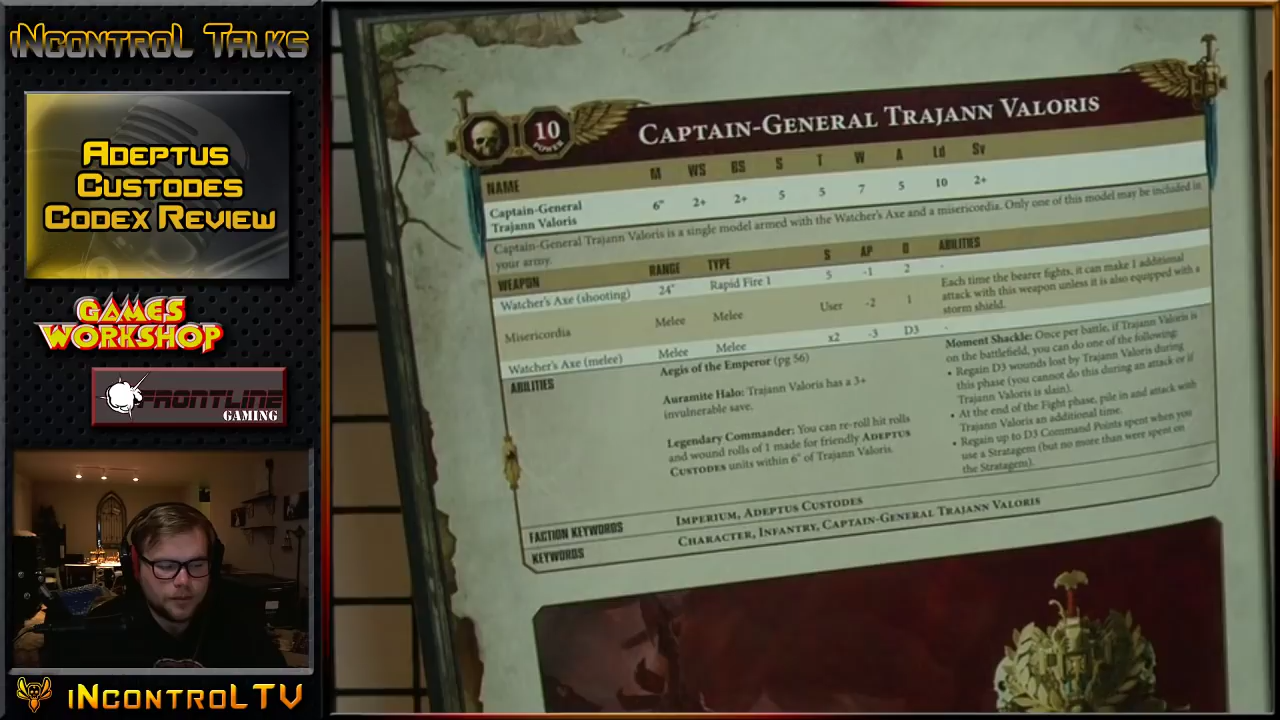 iNcontroL Talks
Adeptus
Custodes
Codex Review
GAMES
WORKSHOP
FRONTLINE
GAMING
iNcontroLTV
10
POWER
CAPTAIN-GENERAL TRAJANN VALORIS
NAME M WS BS S T W A Ld Sv
Captain-General
Trajann Valoris 6" 2+ 2+ 5 5 7 5 10 2+
Captain-General Trajann Valoris is a single model armed with the Watcher's Axe and a misericordia. Only one of this model may be included in
your army.
WEAPON RANGE TYPE S AP D ABILITIES
Watcher's Axe (shooting) 24" Rapid Fire 1 5 -1 2 -
Misericordia Melee Melee User -2 1 Each time the bearer fights, it can make 1 additional
attack with this weapon unless it is also equipped with a
storm shield.
Watcher's Axe (melee) Melee Melee x2 -3 D3 -
ABILITIES
Aegis of the Emperor (pg 56)
Auramite Halo: Trajann Valoris has a 3+
invulnerable save.
Legendary Commander: You can re-roll hit rolls
and wound rolls of 1 made for friendly ADEPTUS
CUSTODES units within 6" of Trajann Valoris.
Moment Shackle: Once per battle, if Trajann Valoris is
on the battlefield, you can do one of the following:
• Regain D3 wounds lost by Trajann Valoris during
this phase (you cannot do this during an attack or if
Trajann Valoris is slain).
• At the end of the Fight phase, pile in and attack with
Trajann Valoris an additional time.
• Regain up to D3 Command Points spent when you
use a Stratagem (but no more than were spent on
the Stratagem).
FACTION KEYWORDS IMPERIUM, ADEPTUS CUSTODES
KEYWORDS CHARACTER, INFANTRY, CAPTAIN-GENERAL TRAJANN VALORIS